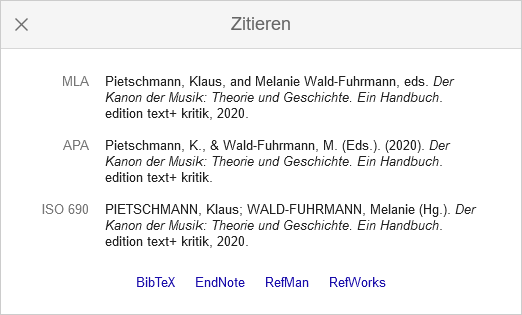 Zitieren
MLA
Pietschmann, Klaus, and Melanie Wald-Fuhrmann, eds. Der
Kanon der Musik: Theorie und Geschichte. Ein Handbuch.
edition text+ kritik, 2020.
APA
Pietschmann, K., & Wald-Fuhrmann, M. (Eds.). (2020). Der
Kanon der Musik: Theorie und Geschichte. Ein Handbuch.
edition text+ kritik.
ISO 690
PIETSCHMANN, Klaus; WALD-FUHRMANN, Melanie (Hg.). Der
Kanon der Musik: Theorie und Geschichte. Ein Handbuch.
edition text+ kritik, 2020.
BibTeX EndNote RefMan RefWorks